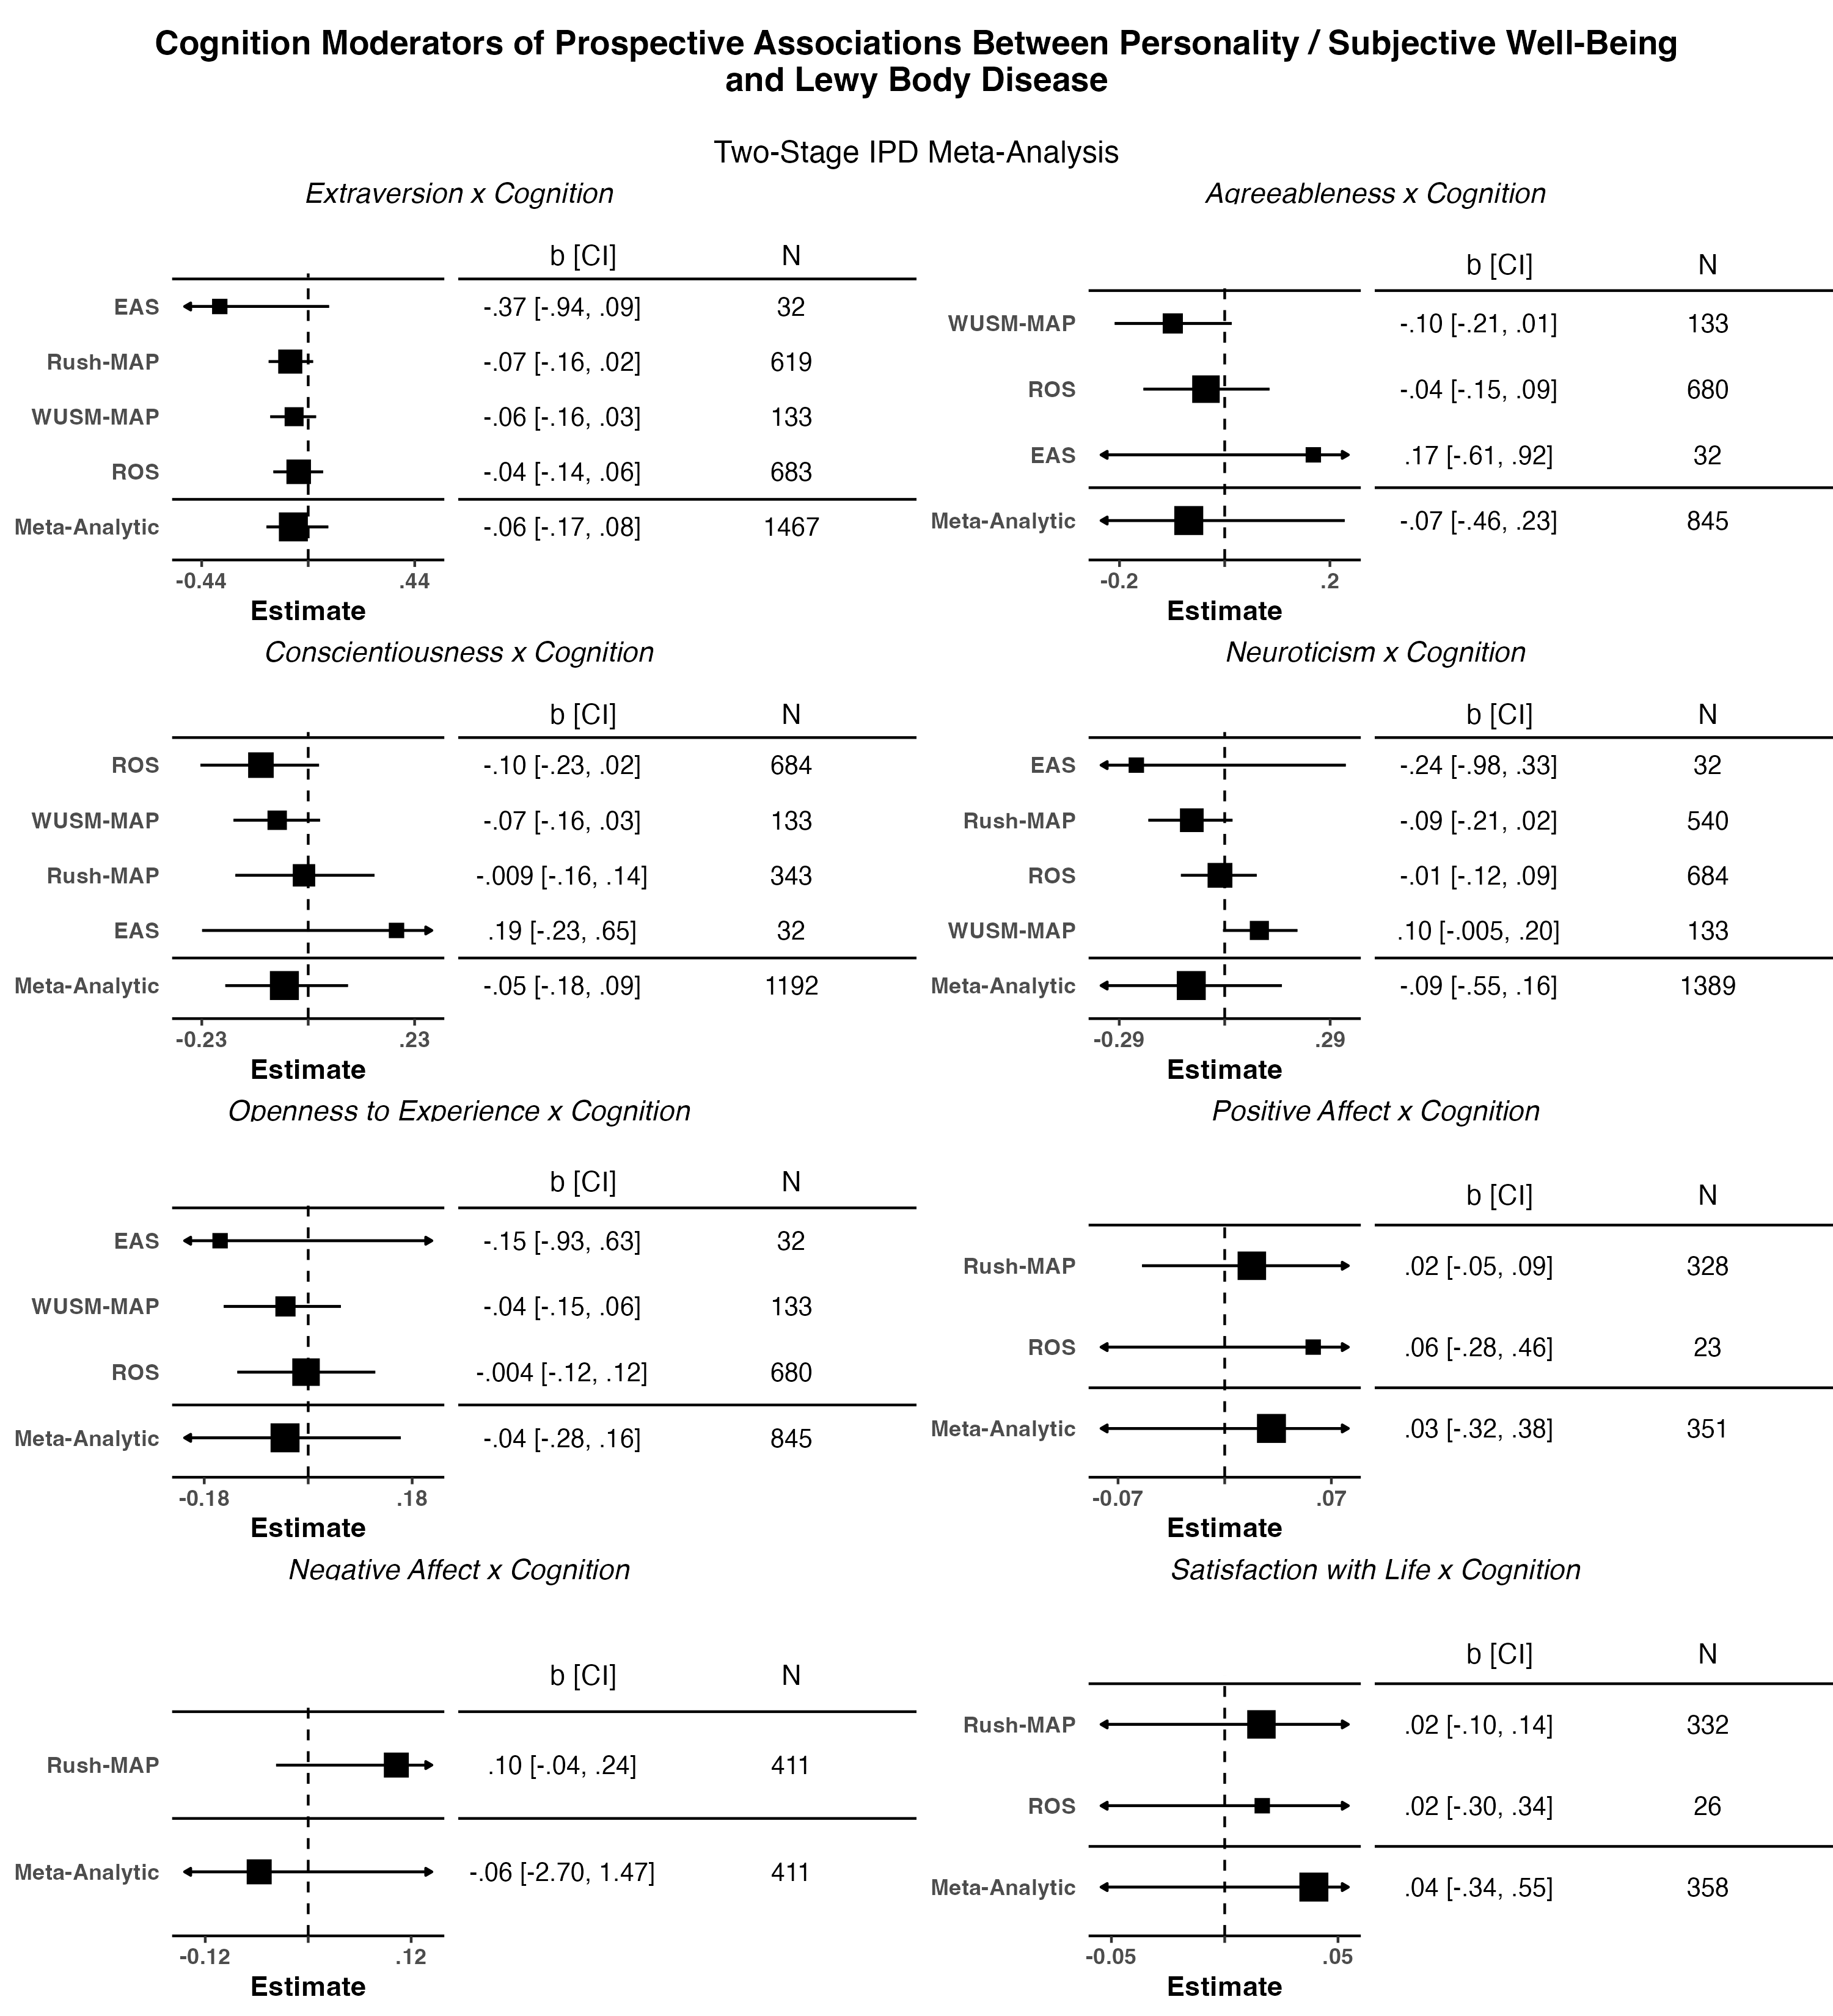 Cognition Moderators of Prospective Associations Between Personality / Subjective Well-Being
and Lewy Body Disease
Two-Stage IPD Meta-Analysis
Extraversion x Cognition
b [CI] N
EAS -.37 [-.94, .09] 32
Rush-MAP -.07 [-.16, .02] 619
WUSM-MAP -.06 [-.16, .03] 133
ROS -.04 [-.14, .06] 683
Meta-Analytic -.06 [-.17, .08] 1467
-0.44 .44
Estimate
Agreeableness x Cognition
b [CI] N
WUSM-MAP -.10 [-.21, .01] 133
ROS -.04 [-.15, .09] 680
EAS .17 [-.61, .92] 32
Meta-Analytic -.07 [-.46, .23] 845
-0.2 .2
Estimate
Conscientiousness x Cognition
b [CI] N
ROS -.10 [-.23, .02] 684
WUSM-MAP -.07 [-.16, .03] 133
Rush-MAP -.009 [-.16, .14] 343
EAS .19 [-.23, .65] 32
Meta-Analytic -.05 [-.18, .09] 1192
-0.23 .23
Estimate
Neuroticism x Cognition
b [CI] N
EAS -.24 [-.98, .33] 32
Rush-MAP -.09 [-.21, .02] 540
ROS -.01 [-.12, .09] 684
WUSM-MAP .10 [-.005, .20] 133
Meta-Analytic -.09 [-.55, .16] 1389
-0.29 .29
Estimate
Openness to Experience x Cognition
b [CI] N
EAS -.15 [-.93, .63] 32
WUSM-MAP -.04 [-.15, .06] 133
ROS -.004 [-.12, .12] 680
Meta-Analytic -.04 [-.28, .16] 845
-0.18 .18
Estimate
Positive Affect x Cognition
b [CI] N
Rush-MAP .02 [-.05, .09] 328
ROS .06 [-.28, .46] 23
Meta-Analytic .03 [-.32, .38] 351
-0.07 .07
Estimate
Negative Affect x Cognition
b [CI] N
Rush-MAP .10 [-.04, .24] 411
Meta-Analytic -.06 [-2.70, 1.47] 411
-0.12 .12
Estimate
Satisfaction with Life x Cognition
b [CI] N
Rush-MAP .02 [-.10, .14] 332
ROS .02 [-.30, .34] 26
Meta-Analytic .04 [-.34, .55] 358
-0.05 .05
Estimate